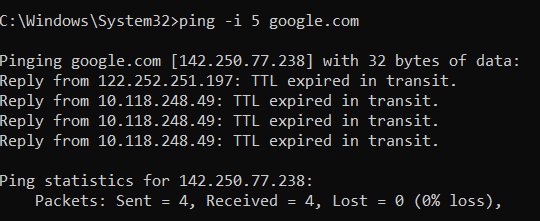 C:\Windows\System32>ping -i 5 google.com
Pinging google.com [142.250.77.238] with 32 bytes of data:
Reply from 122.252.251.197: TTL expired in transit.
Reply from 10.118.248.49: TTL expired in transit.
Reply from 10.118.248.49: TTL expired in transit.
Reply from 10.118.248.49: TTL expired in transit.
Ping statistics for 142.250.77.238:
Packets: Sent = 4, Received = 4, Lost = 0 (0% loss),